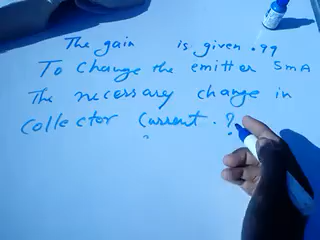 The gain is given .99
To change the emitter 5mA
The necessary change in
Collector Current. ?